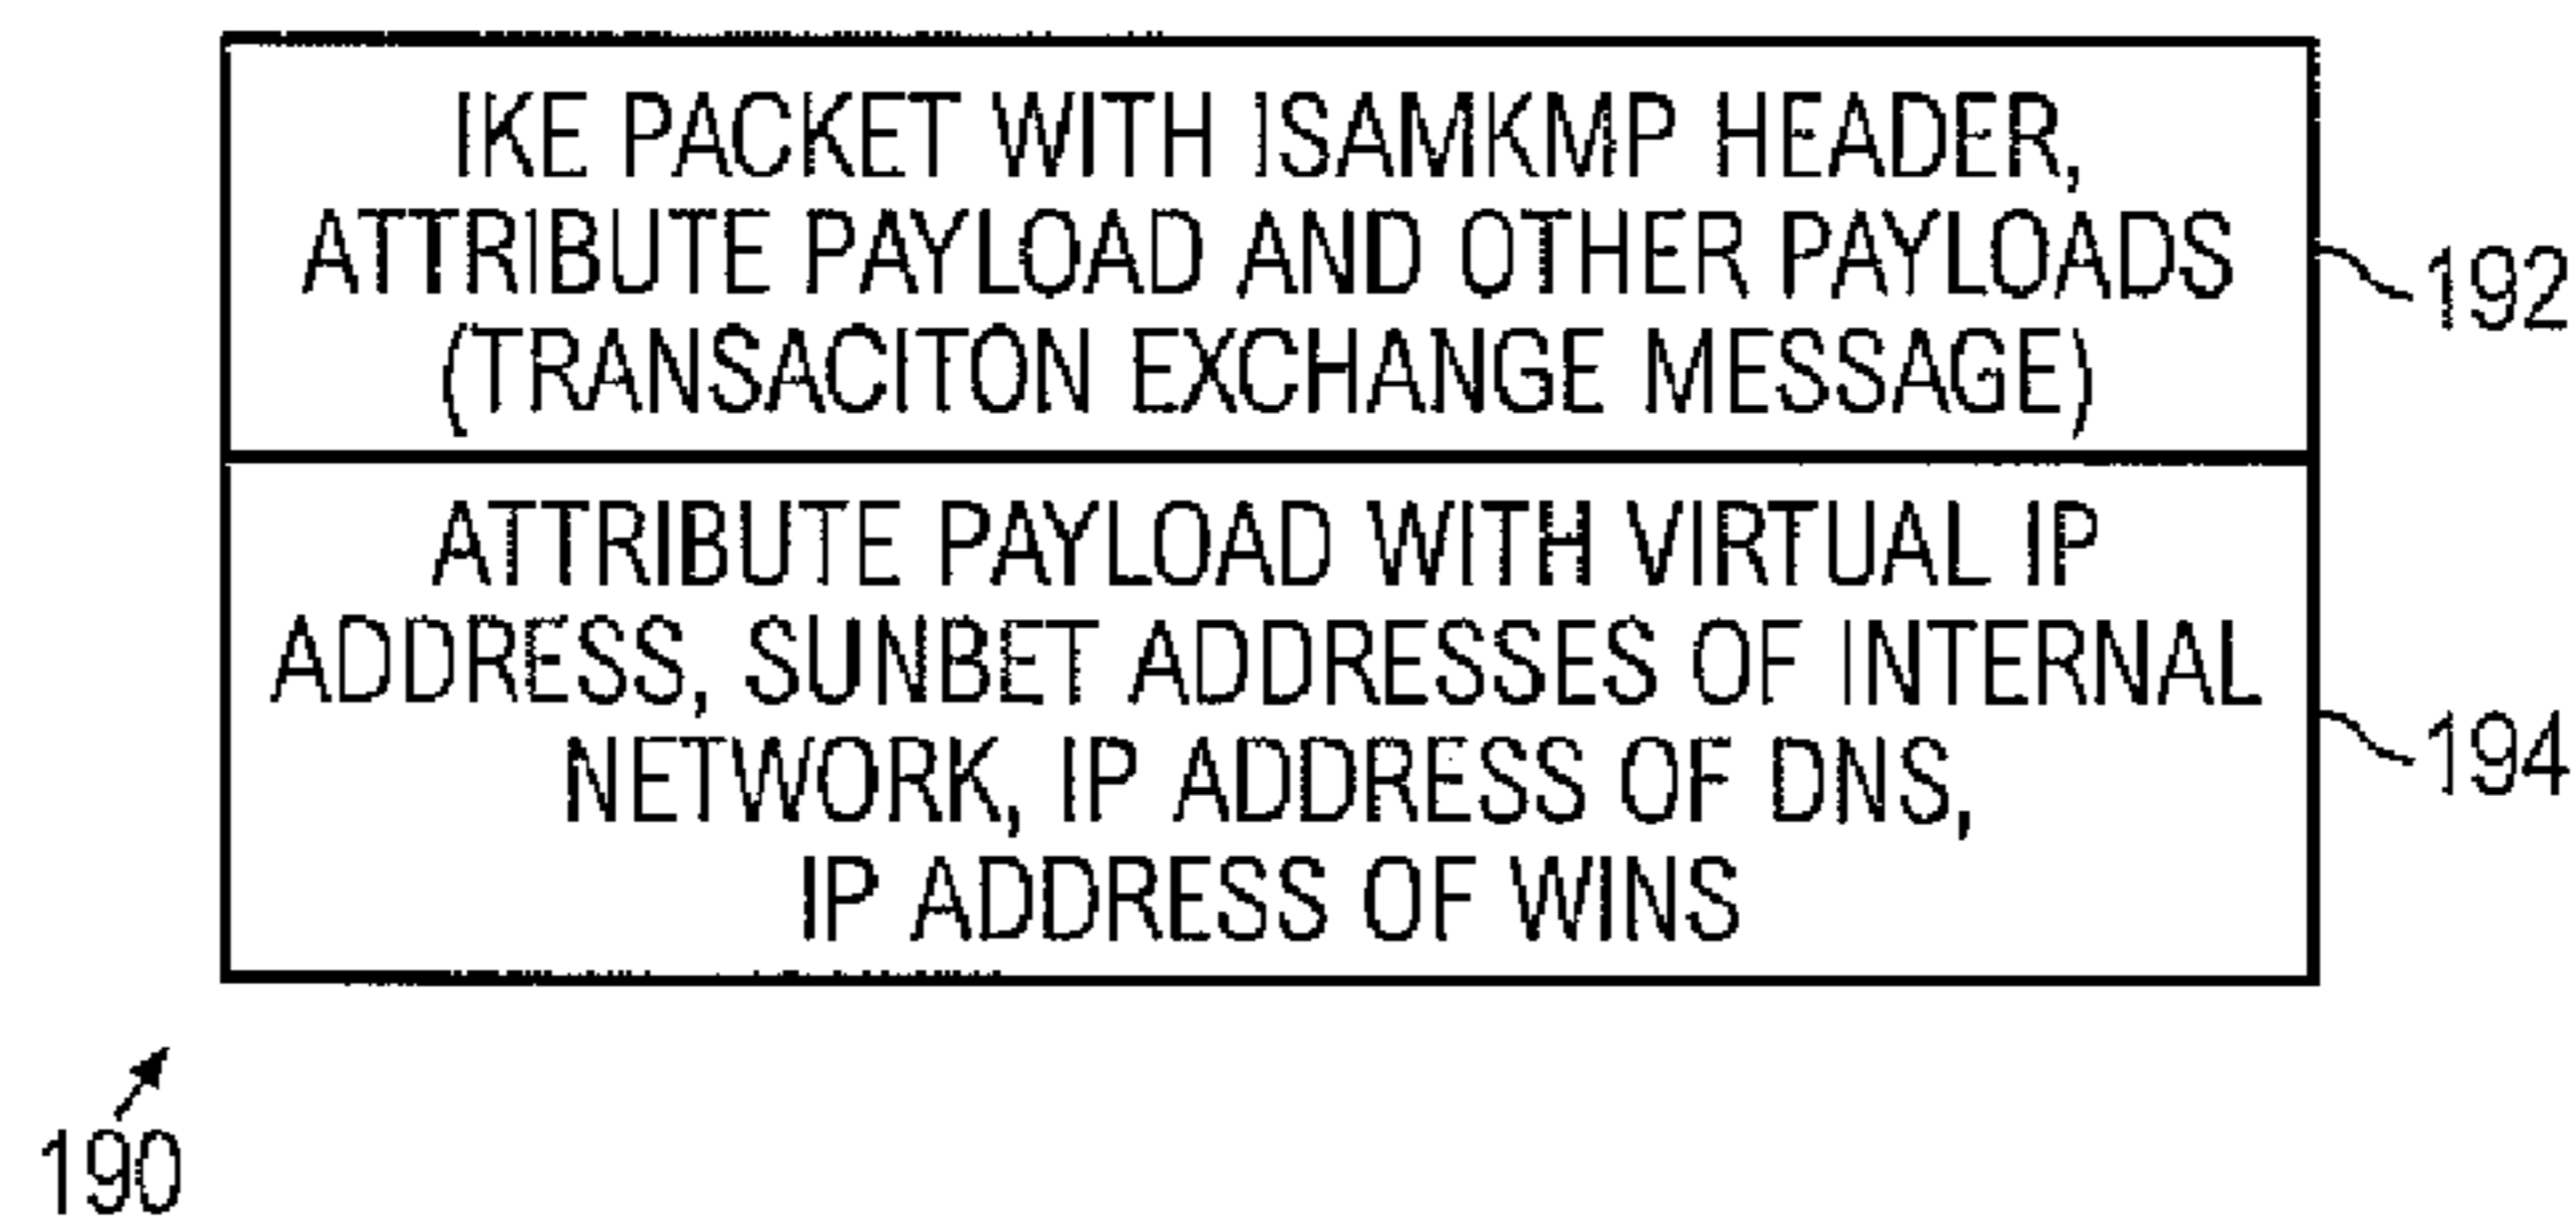 IKE PACKET WITH ISAMKMP HEADER,
ATTRIBUTE PAYLOAD AND OTHER PAYLOADS
(TRANSACITON EXCHANGE MESSAGE)
192
ATTRIBUTE PAYLOAD WITH VIRTUAL IP
ADDRESS, SUNBET ADDRESSES OF INTERNAL
NETWORK, IP ADDRESS OF DNS,
IP ADDRESS OF WINS
194
190